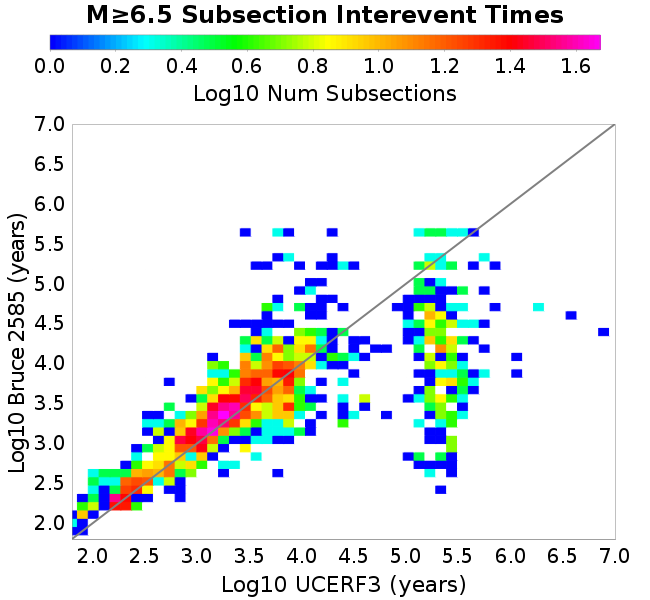 M≥6.5 Subsection Interevent Times
0.0 0.2 0.4 0.6 0.8 1.0 1.2 1.4 1.6
Log10 Num Subsections
7.0
6.5
6.0
5.5
5.0
4.5
4.0
3.5
3.0
2.5
2.0
Log10 Bruce 2585 (years)
2.0 2.5 3.0 3.5 4.0 4.5 5.0 5.5 6.0 6.5 7.0
Log10 UCERF3 (years)